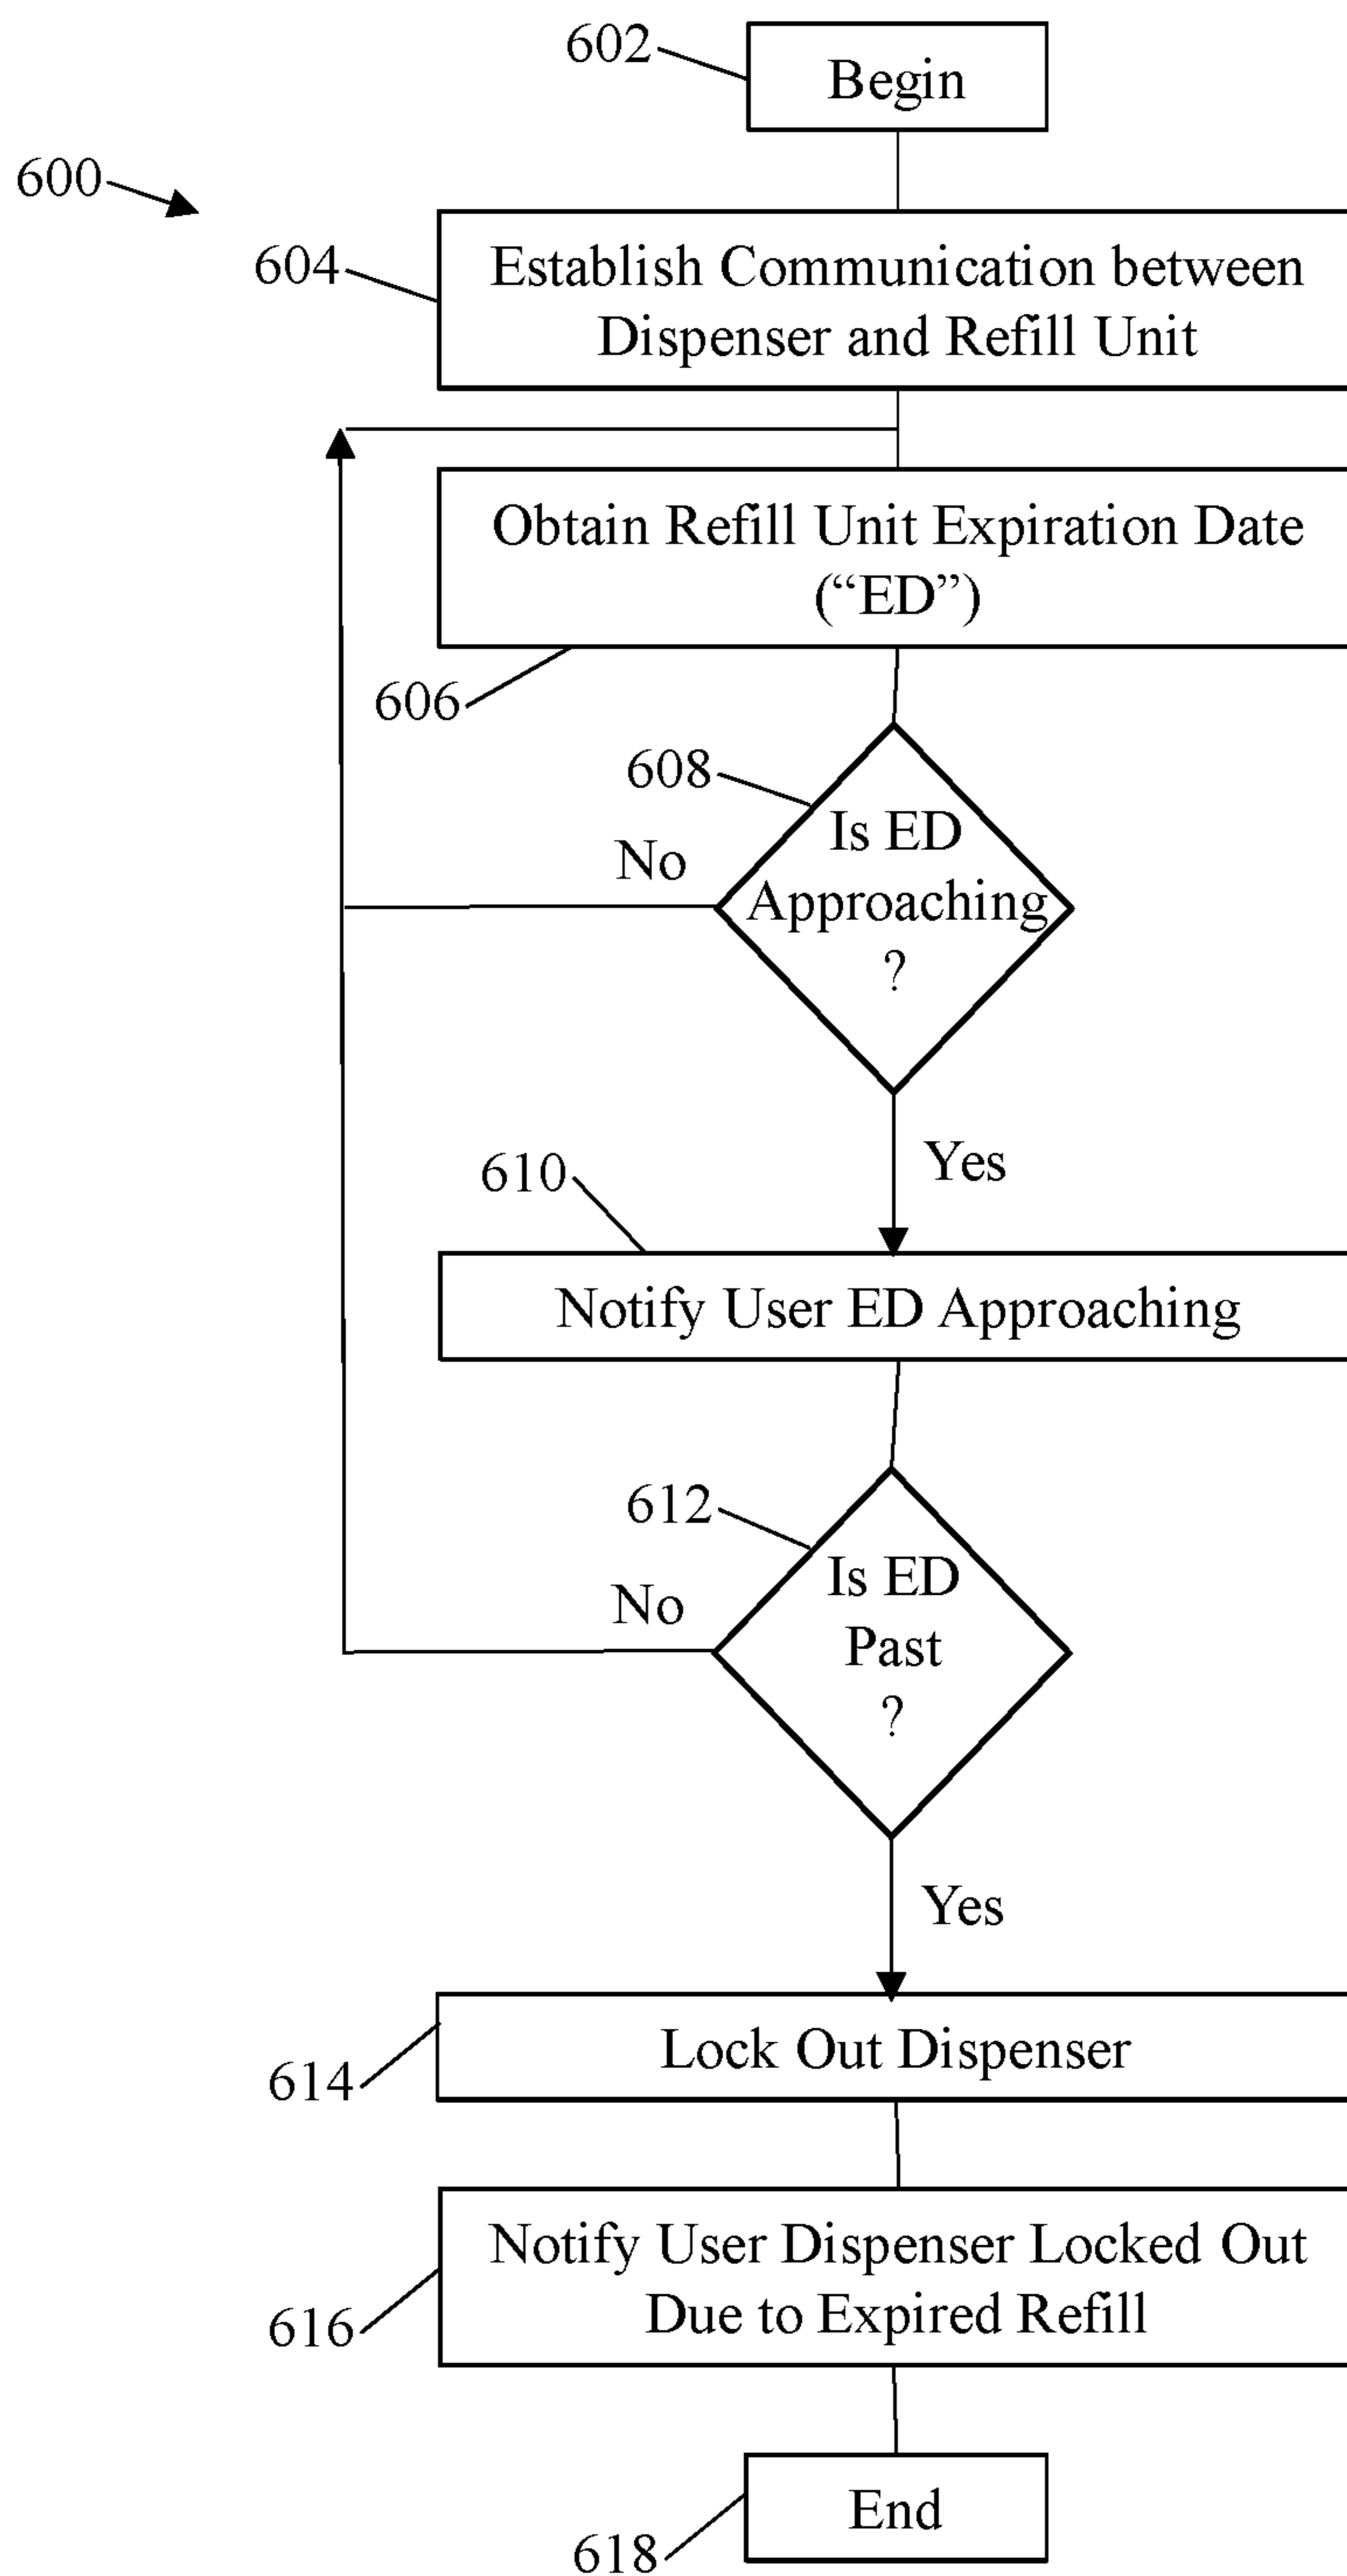 602
Begin
600
604
Establish Communication between
Dispenser and Refill Unit
Obtain Refill Unit Expiration Date
(“ED”)
606
608
Is ED
Approaching
?
No
Yes
610
Notify User ED Approaching
612
Is ED
Past
?
No
Yes
Lock Out Dispenser
614
Notify User Dispenser Locked Out
Due to Expired Refill
616
End
618